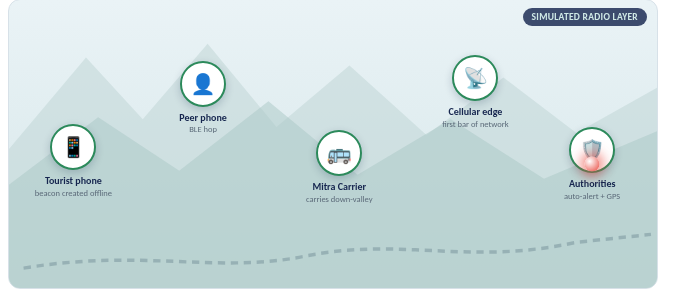 SIMULATED RADIO LAYER
Peer phone
BLE hop
Cellular edge
first bar of network
Tourist phone
beacon created offline
Mitra Carrier
carries down-valley
Authorities
auto-alert + GPS